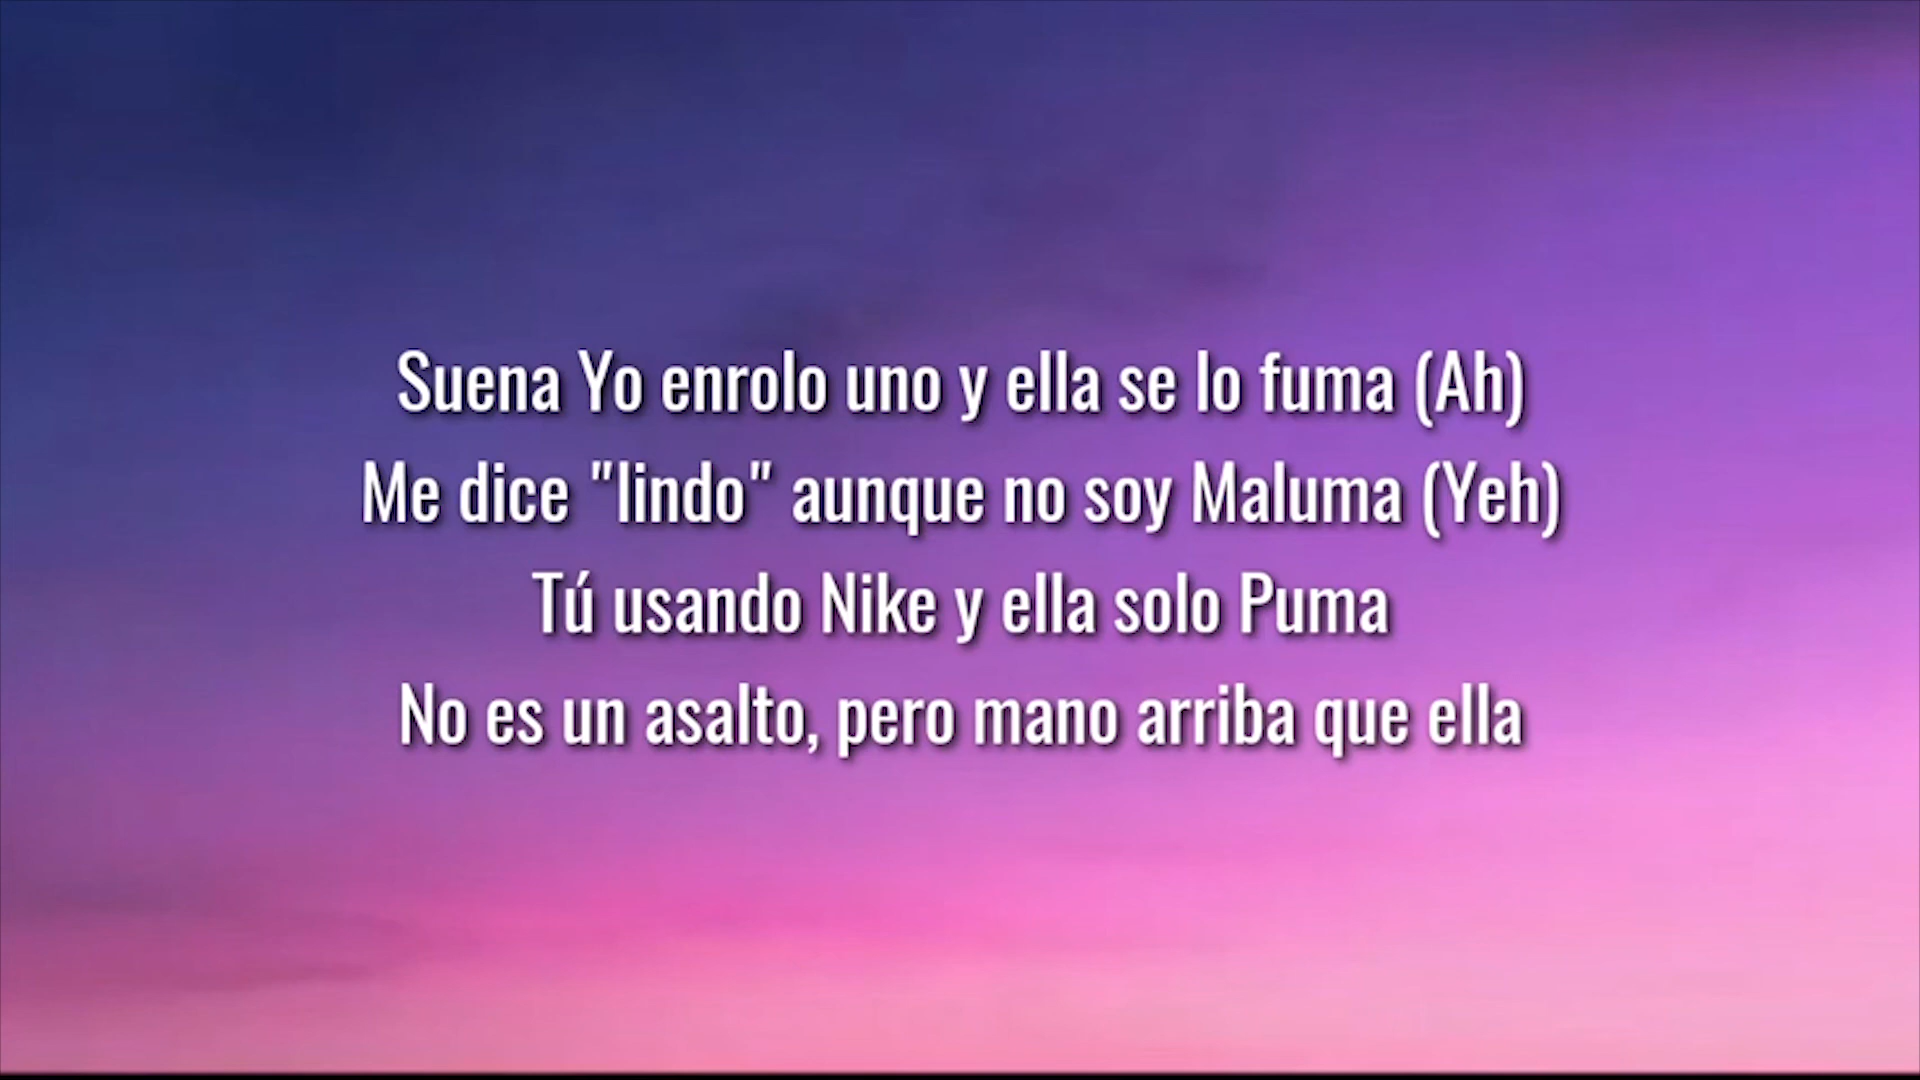 Suena Yo enrolo uno y ella se lo fuma (Ah)
Me dice "lindo" aunque no soy Maluma (Yeh)
Tú usando Nike y ella solo Puma
No es un asalto, pero mano arriba que ella